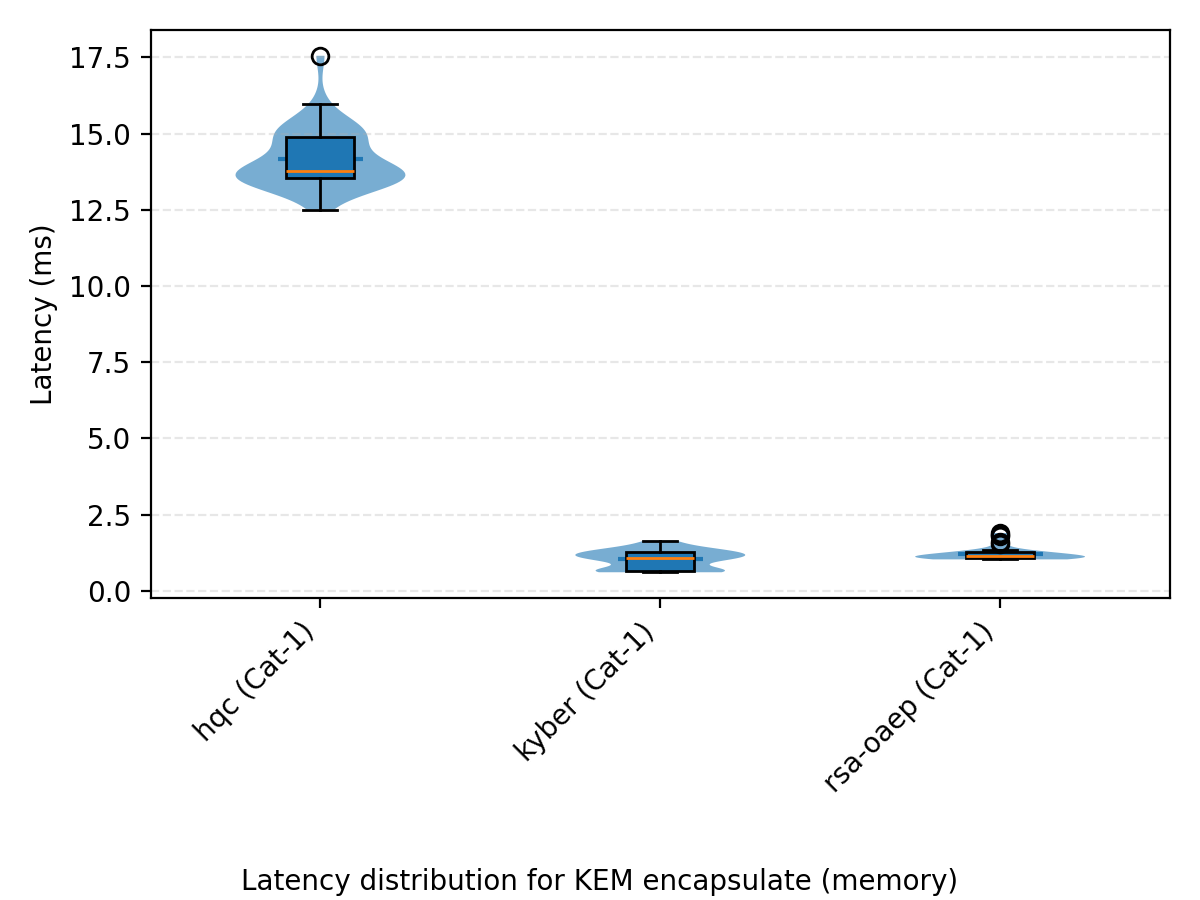 17.5
15.0
12.5
10.0
7.5
5.0
2.5
0.0
Latency (ms)
hqc (Cat-1)
kyber (Cat-1)
rsa-oaep (Cat-1)
Latency distribution for KEM encapsulate (memory)